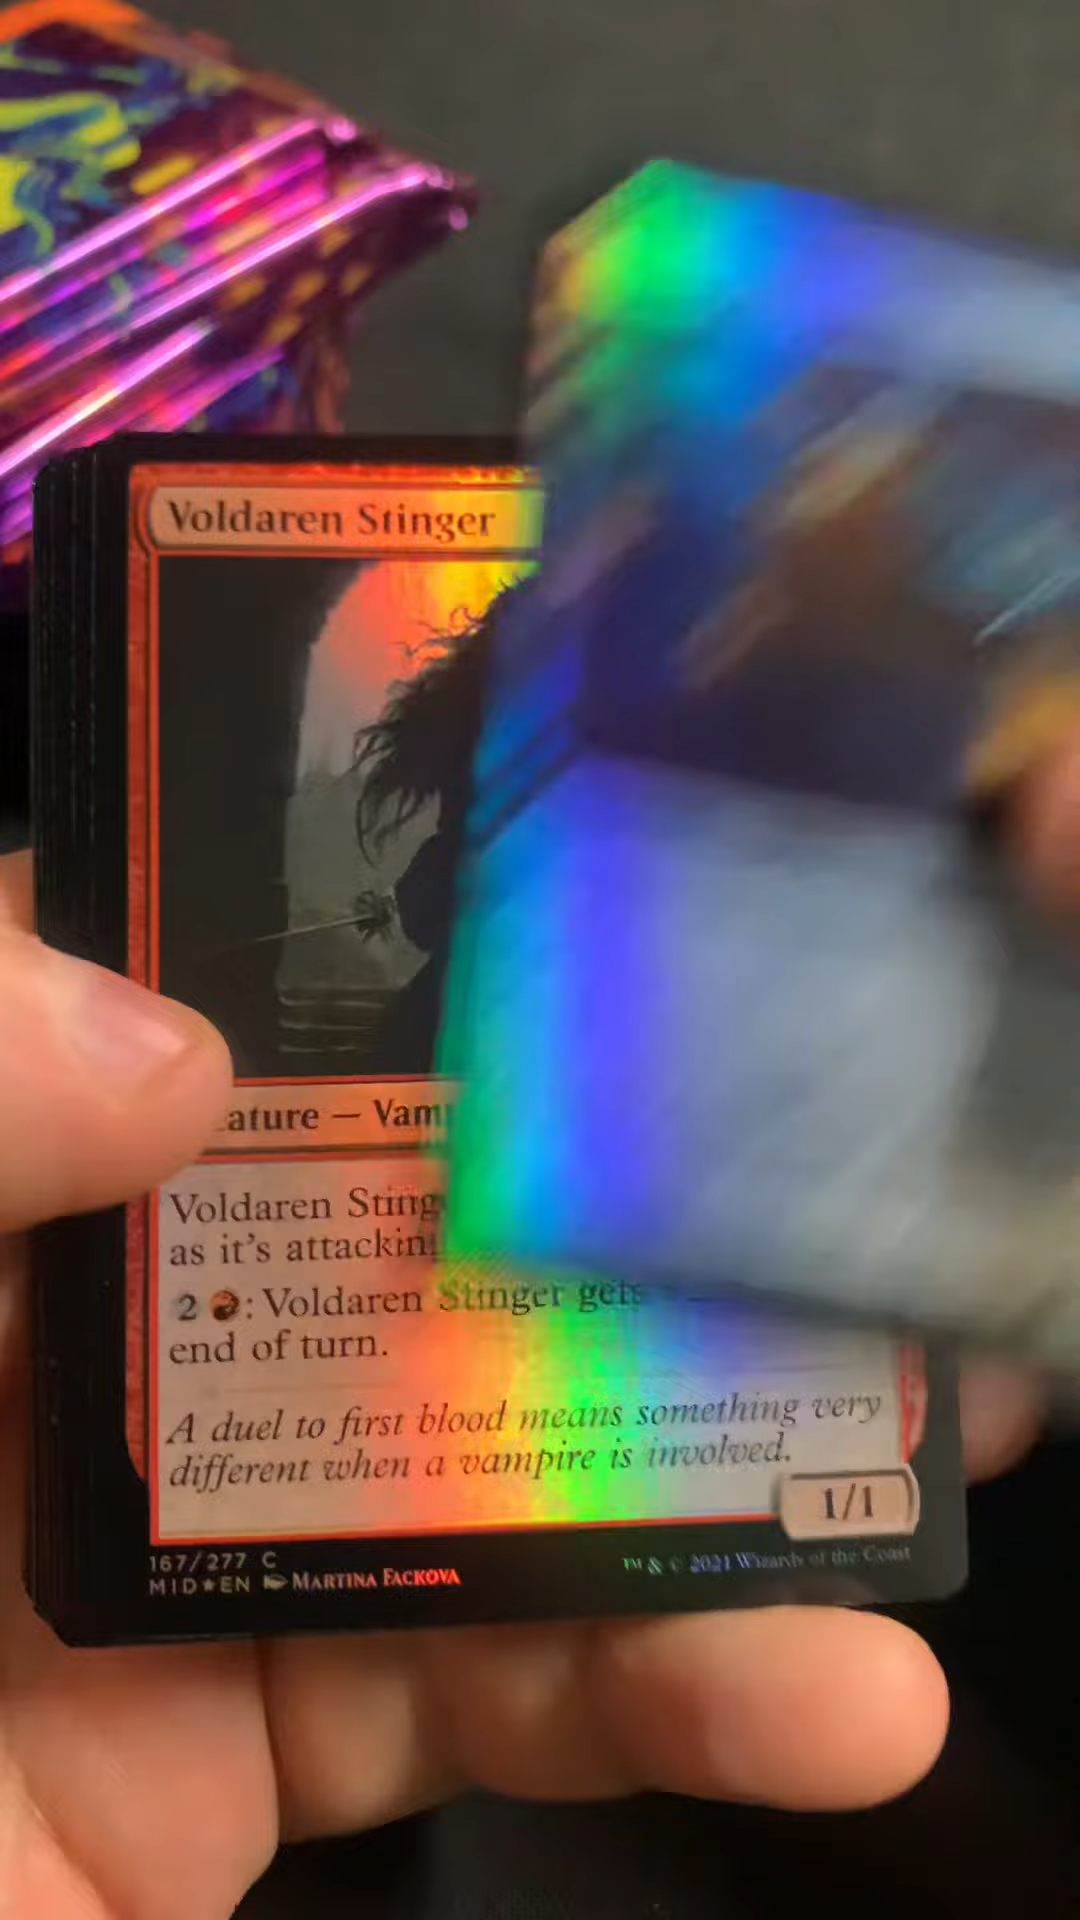 Voldaren Stinger
ature — Vam
Voldaren Sting
as it's attackin
2 : Voldaren Stinger gets
end of turn.
A duel to first blood means something very
different when a vampire is involved.
1/1
167/277 C
MID★EN MARTINA FACKOVA
™ & © 2021 Wizards of the Coast